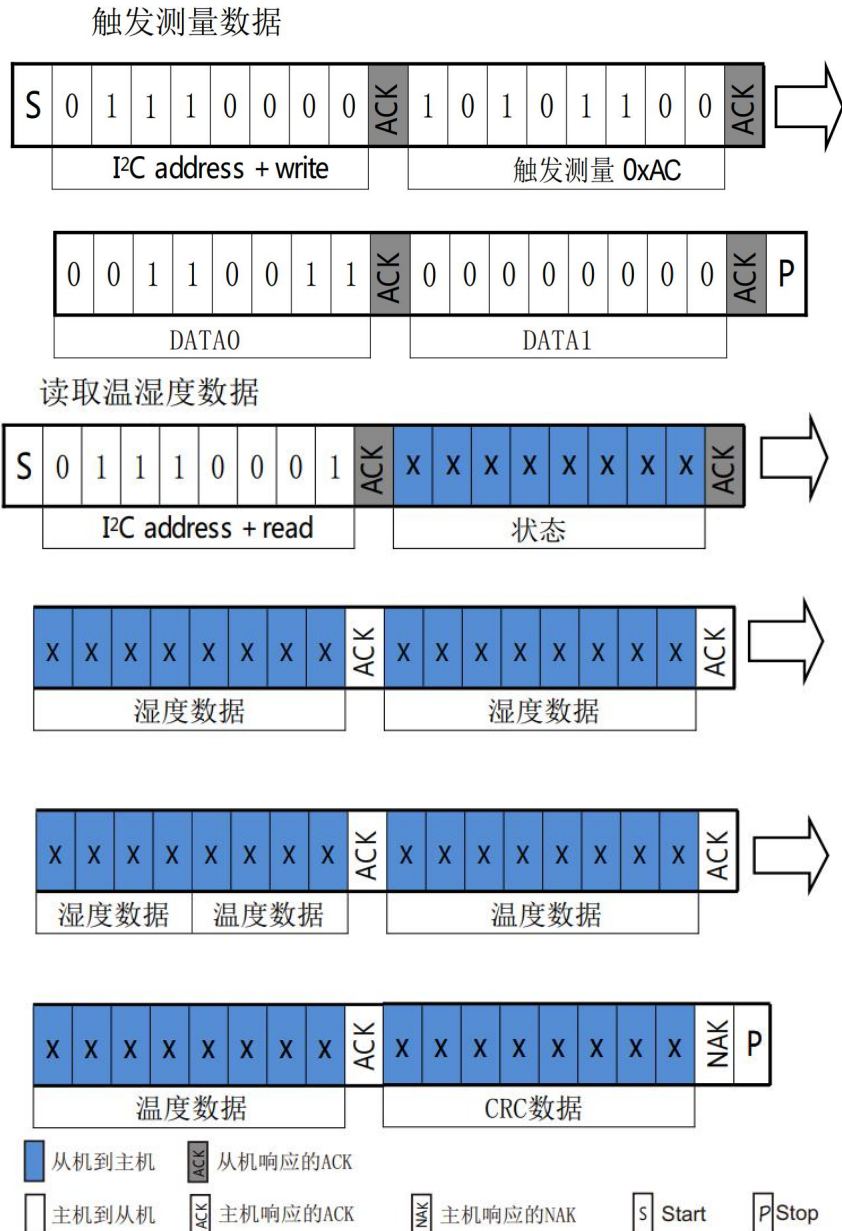 触发测量数据
S 0 1 1 1 0 0 0 0 ACK 1 0 1 0 1 1 0 0 ACK
I²C address + write 触发测量 0xAC
0 0 1 1 0 0 1 1 ACK 0 0 0 0 0 0 0 0 ACK P
DATA0 DATA1
读取温湿度数据
S 0 1 1 1 0 0 0 1 ACK X X X X X X X X ACK
I²C address + read 状态
X X X X X X X X ACK X X X X X X X X ACK
湿度数据 湿度数据
X X X X X X X X ACK X X X X X X X X ACK
湿度数据 温度数据 温度数据
X X X X X X X X ACK X X X X X X X X NAK P
温度数据 CRC数据
从机到主机 ACK 从机响应的ACK
主机到从机 ACK 主机响应的ACK NAK 主机响应的NAK S Start P Stop